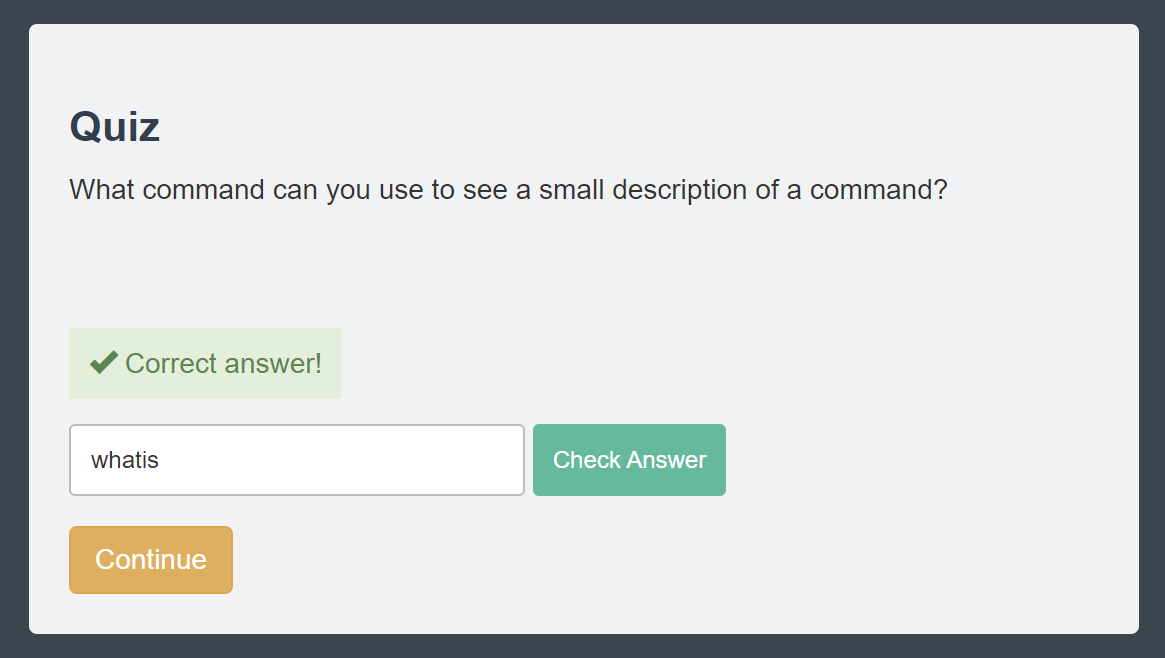 Quiz
What command can you use to see a small description of a command?
Correct answer!
whatis
Check Answer
Continue